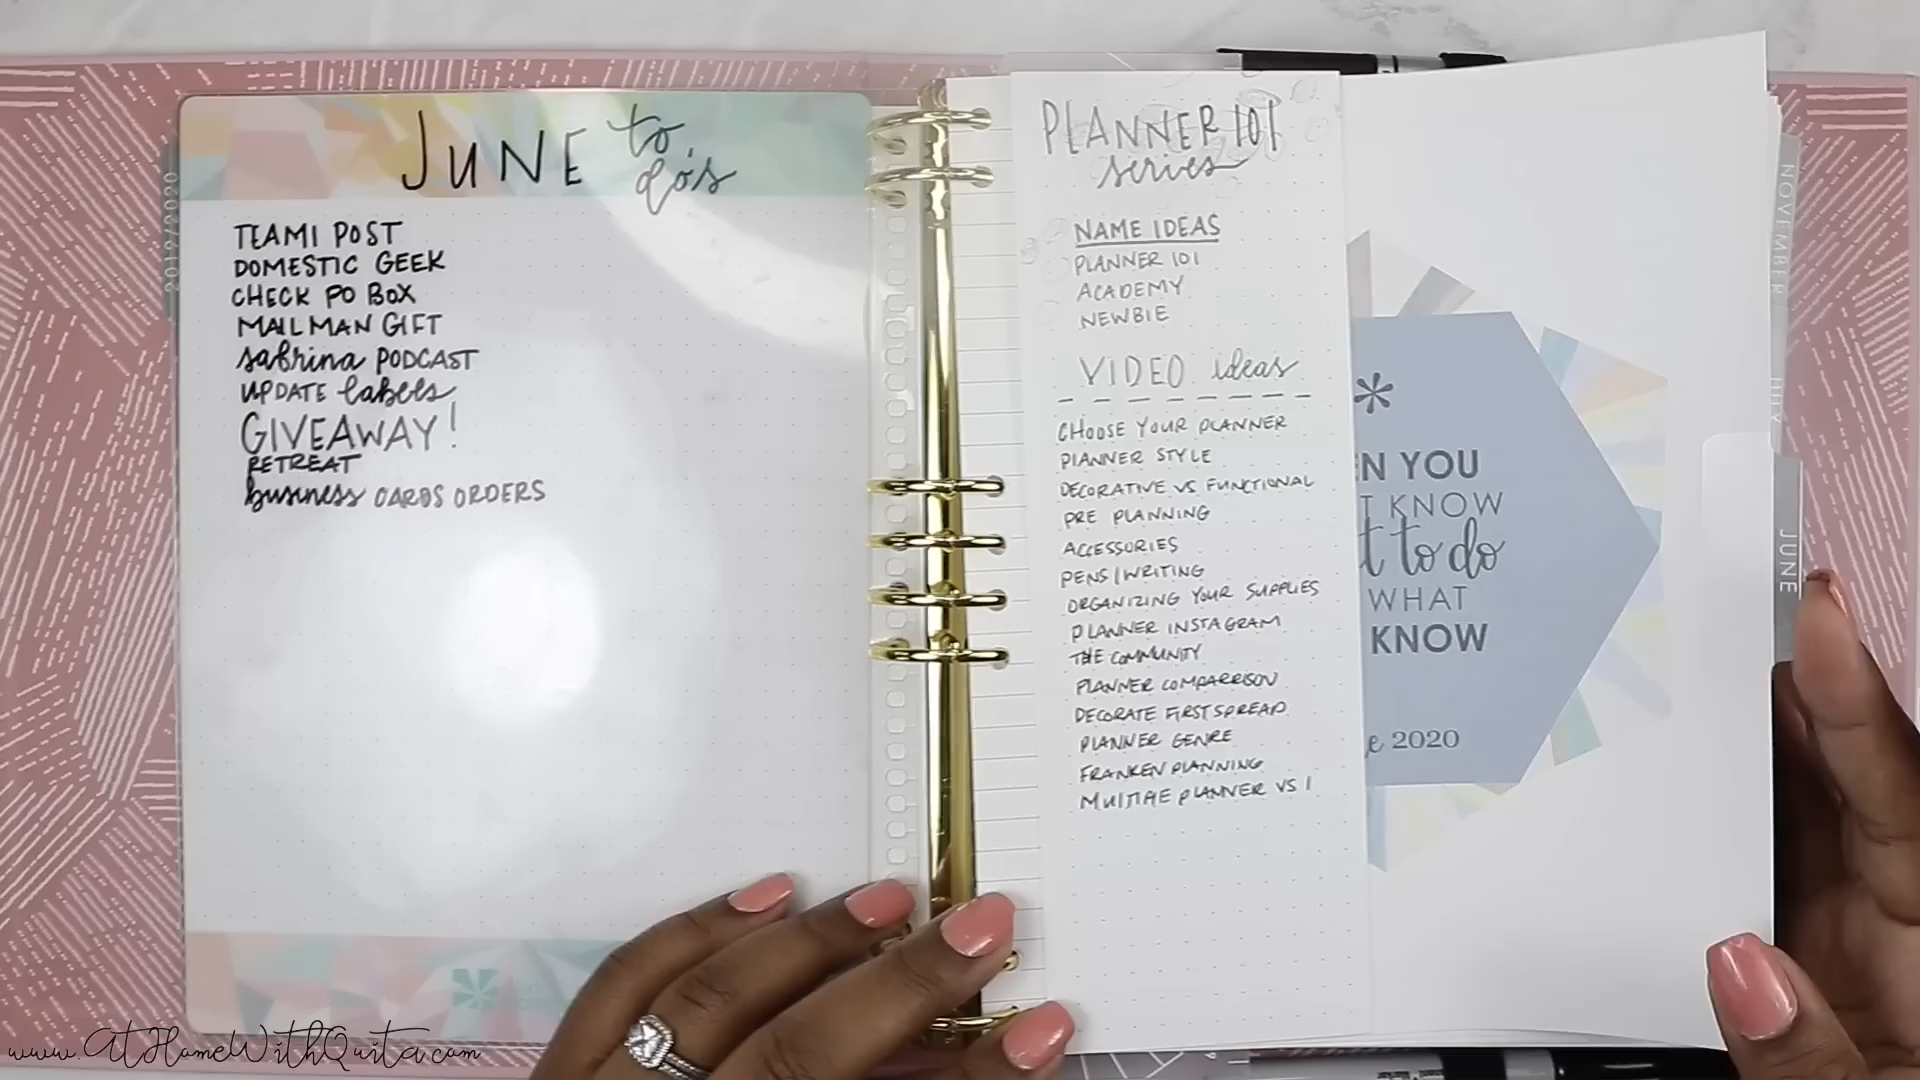 JUNE to do's
TEAMI POST
DOMESTIC GEEK
CHECK PO BOX
MAILMAN GIFT
sabrina PODCAST
UPDATE labels
GIVEAWAY!
RETREAT
business CARDS ORDERS
2019/2020
PLANNER 101
series
NAME IDEAS
PLANNER 101
ACADEMY
NEWBIE
VIDEO ideas
CHOOSE YOUR PLANNER
PLANNER STYLE
DECORATIVE VS FUNCTIONAL
PRE PLANNING
ACCESSORIES
PENS/WRITING
ORGANIZING YOUR SUPPLIES
PLANNER INSTAGRAM
THE COMMUNITY
PLANNER COMPARRISON
DECORATE FIRST SPREAD
PLANNER GENRE
FRANKEN PLANNING
MULTIPLE PLANNER VS 1
N YOU
T KNOW
t to do
WHAT
KNOW
e 2020
NOVEMBER
JULY
JUNE
www.AtHomeWithQuita.com